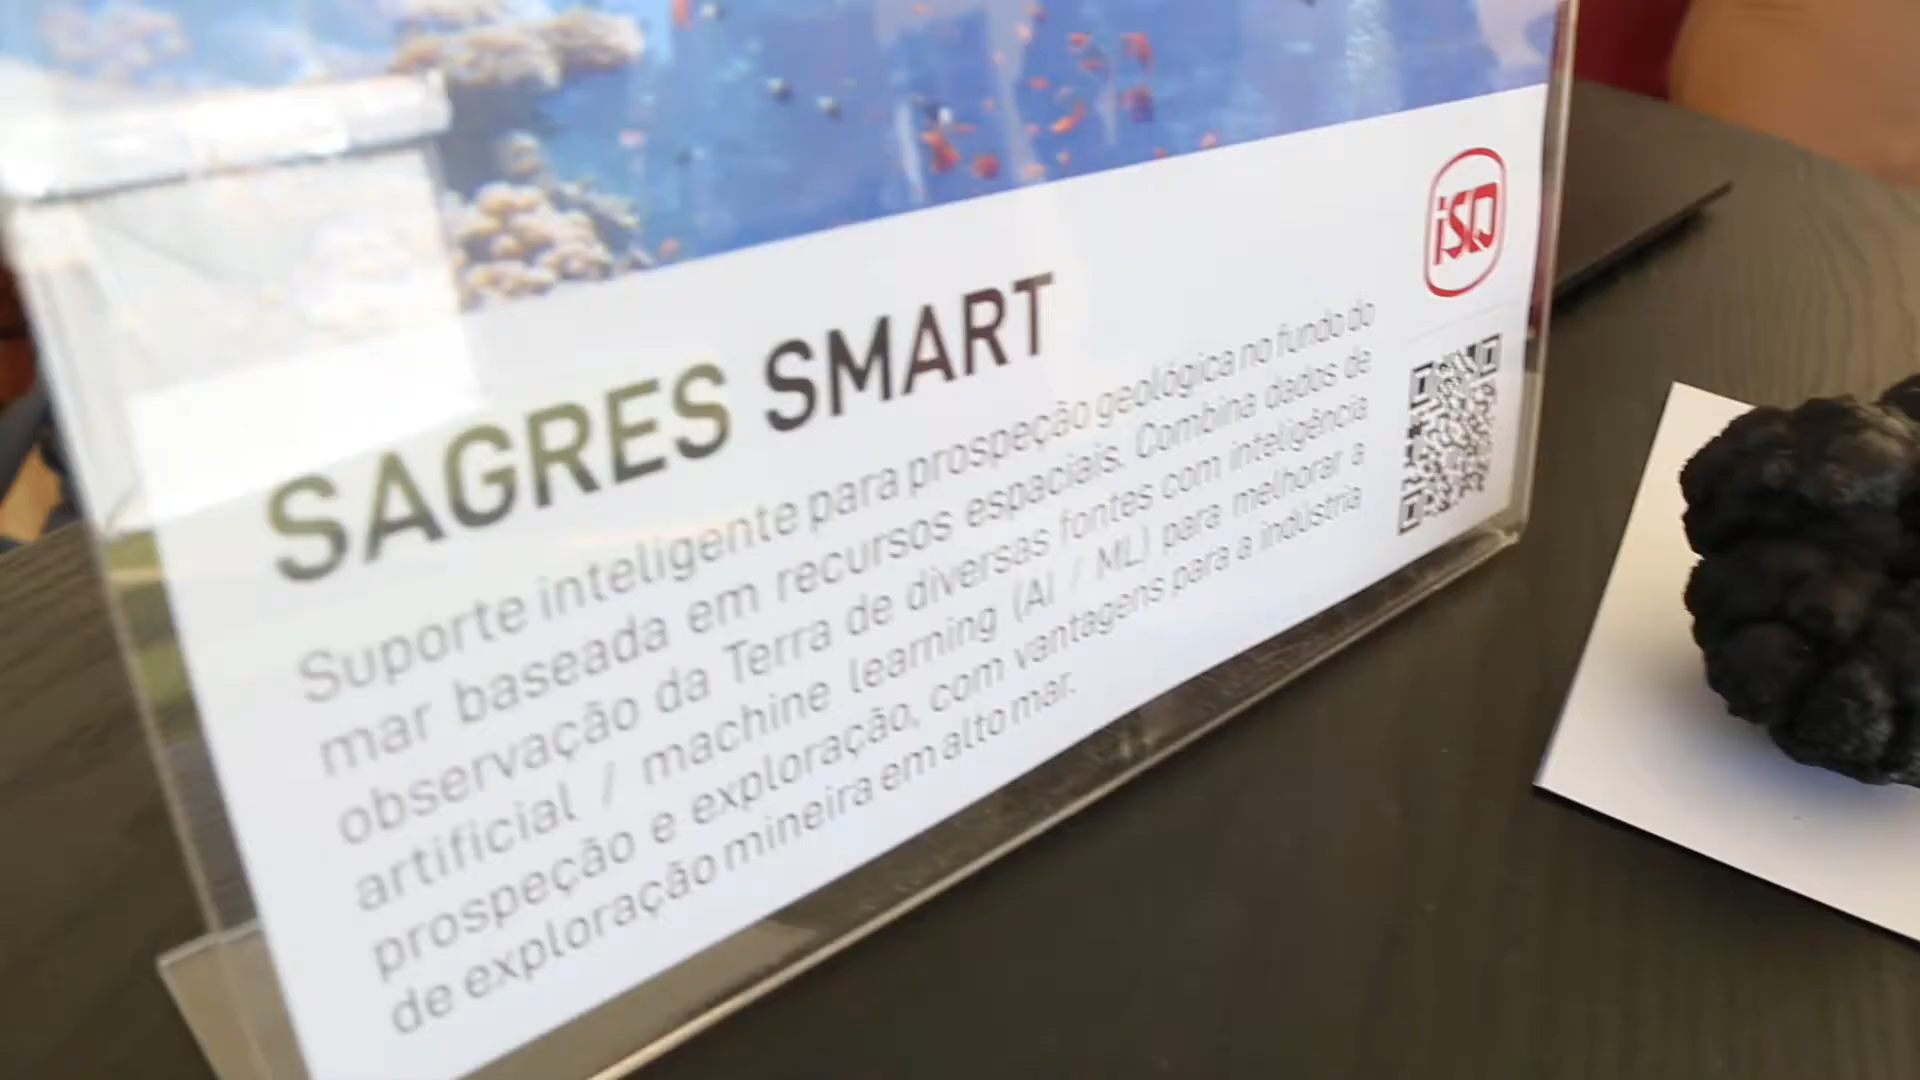 iSQ
SAGRES SMART
Suporte inteligente para prospeção geológica no fundo do
mar baseada em recursos espaciais. Combina dados de
observação da Terra de diversas fontes com inteligência
artificial / machine learning (AI / ML) para melhorar a
prospeção e exploração, com vantagens para a indústria
de exploração mineira em alto mar.